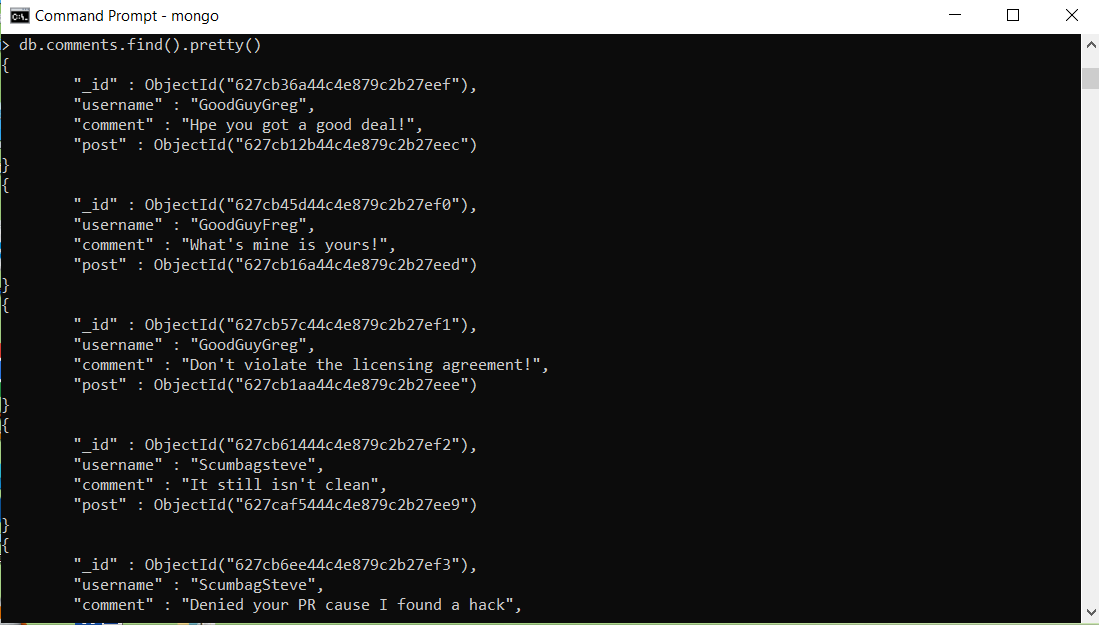 Command Prompt - mongo
> db.comments.find().pretty()
{
"_id" : ObjectId("627cb36a44c4e879c2b27eef"),
"username" : "GoodGuyGreg",
"comment" : "Hpe you got a good deal!",
"post" : ObjectId("627cb12b44c4e879c2b27eec")
}
{
"_id" : ObjectId("627cb45d44c4e879c2b27ef0"),
"username" : "GoodGuyFreg",
"comment" : "What's mine is yours!",
"post" : ObjectId("627cb16a44c4e879c2b27eed")
}
{
"_id" : ObjectId("627cb57c44c4e879c2b27ef1"),
"username" : "GoodGuyGreg",
"comment" : "Don't violate the licensing agreement!",
"post" : ObjectId("627cb1aa44c4e879c2b27eee")
}
{
"_id" : ObjectId("627cb61444c4e879c2b27ef2"),
"username" : "Scumbagsteve",
"comment" : "It still isn't clean",
"post" : ObjectId("627caf5444c4e879c2b27ee9")
}
{
"_id" : ObjectId("627cb6ee44c4e879c2b27ef3"),
"username" : "ScumbagSteve",
"comment" : "Denied your PR cause I found a hack",